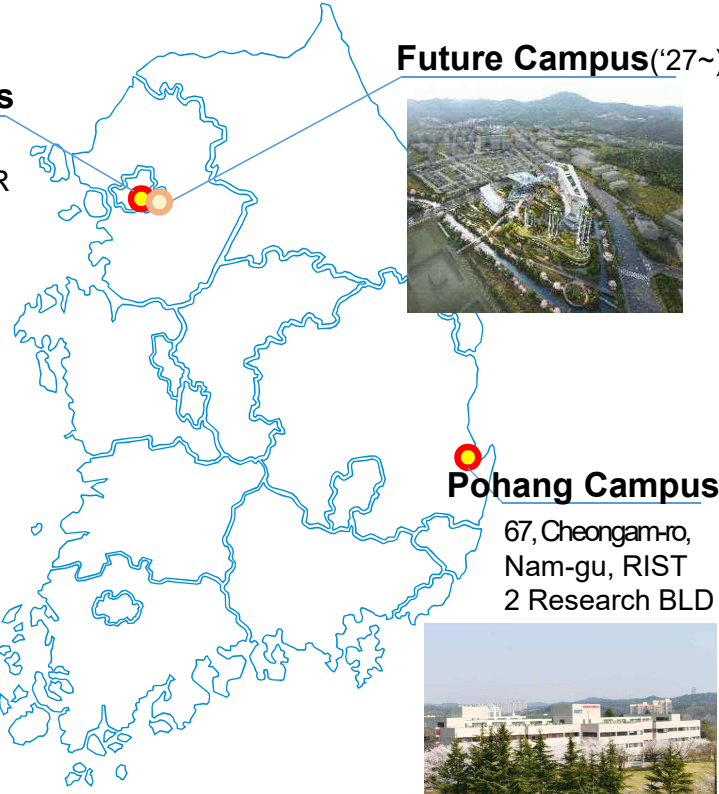 Future Campus('27~)
s
R
Pohang Campus
67, Cheongam-ro,
Nam-gu, RIST
2 Research BLD